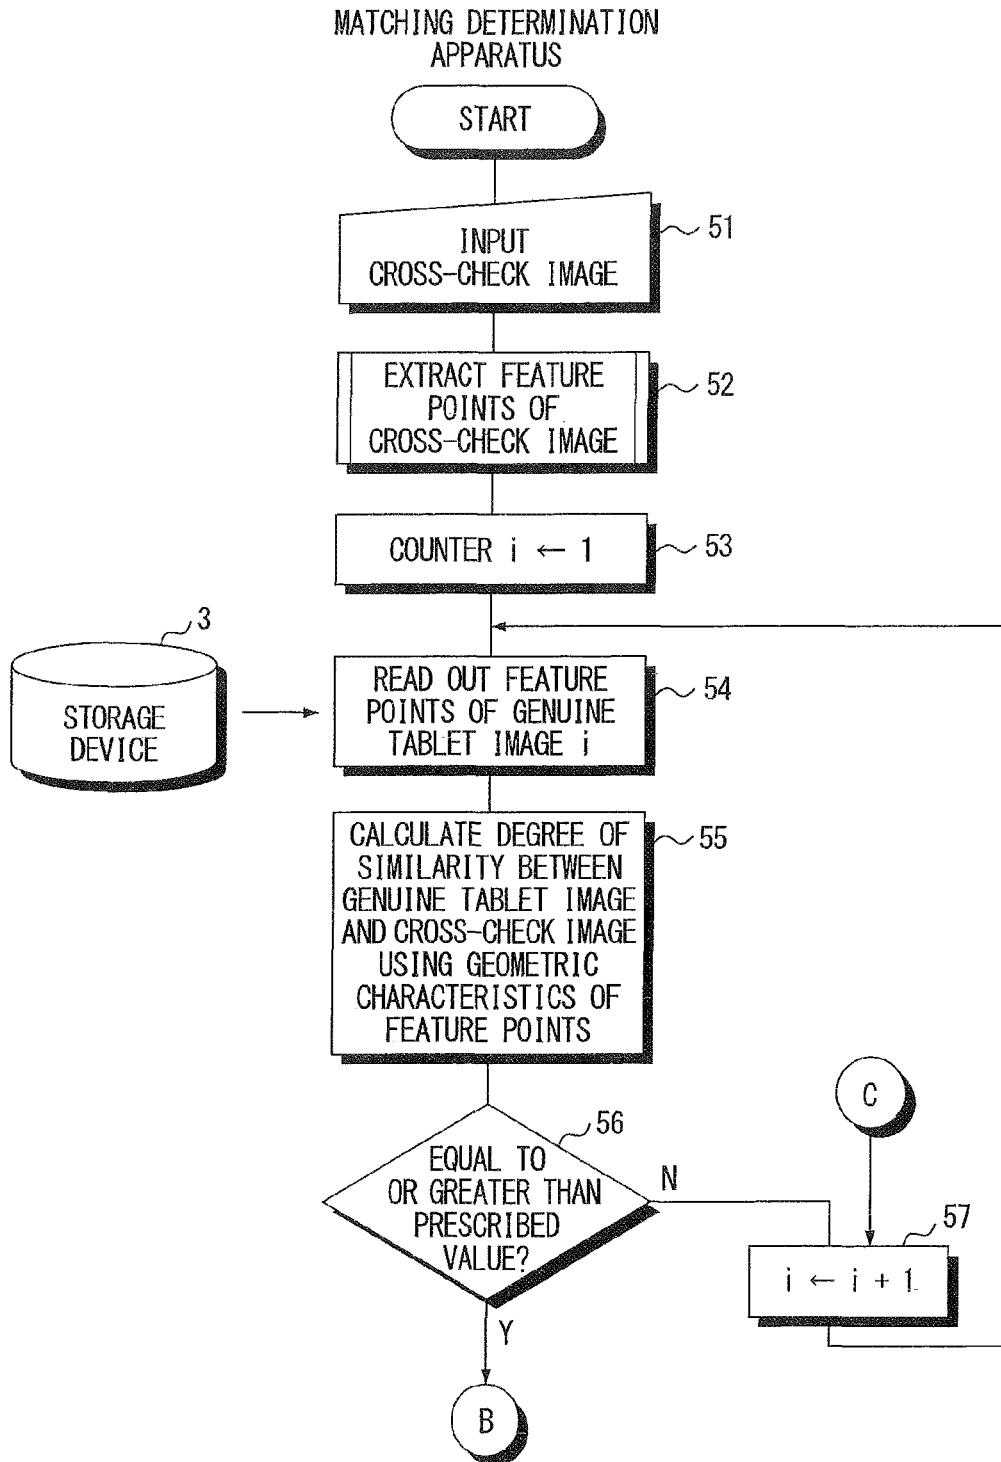 MATCHING DETERMINATION
APPARATUS
START
INPUT
CROSS-CHECK IMAGE
51
EXTRACT FEATURE
POINTS OF
CROSS-CHECK IMAGE
52
COUNTER i ← 1
53
3
STORAGE
DEVICE
READ OUT FEATURE
POINTS OF GENUINE
TABLET IMAGE i
54
CALCULATE DEGREE OF
SIMILARITY BETWEEN
GENUINE TABLET IMAGE
AND CROSS-CHECK IMAGE
USING GEOMETRIC
CHARACTERISTICS OF
FEATURE POINTS
55
C
56
EQUAL TO
OR GREATER THAN
PRESCRIBED
VALUE?
N
57
i ← i + 1
Y
B